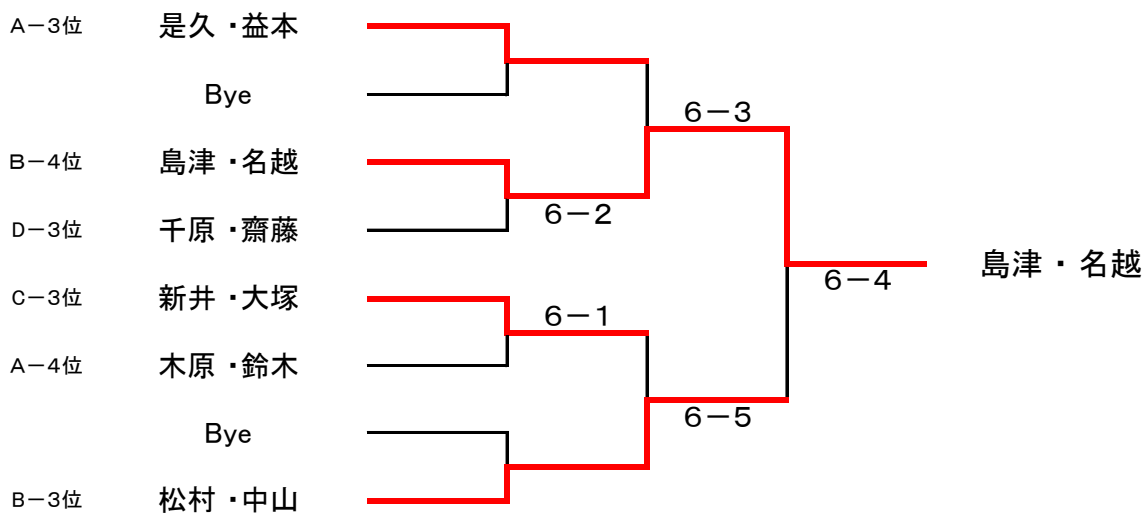 A－3位 是久・益本
Bye
6－3
B－4位 島津・名越
6－2
D－3位 千原・齋藤
島津・名越
6－4
C－3位 新井・大塚
6－1
A－4位 木原・鈴木
6－5
Bye
B－3位 松村・中山